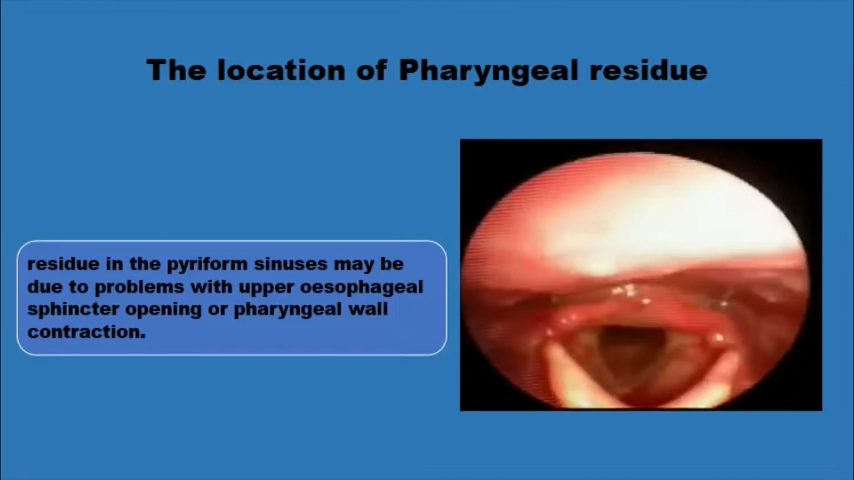 The location of Pharyngeal residue
residue in the pyriform sinuses may be
due to problems with upper oesophageal
sphincter opening or pharyngeal wall
contraction.